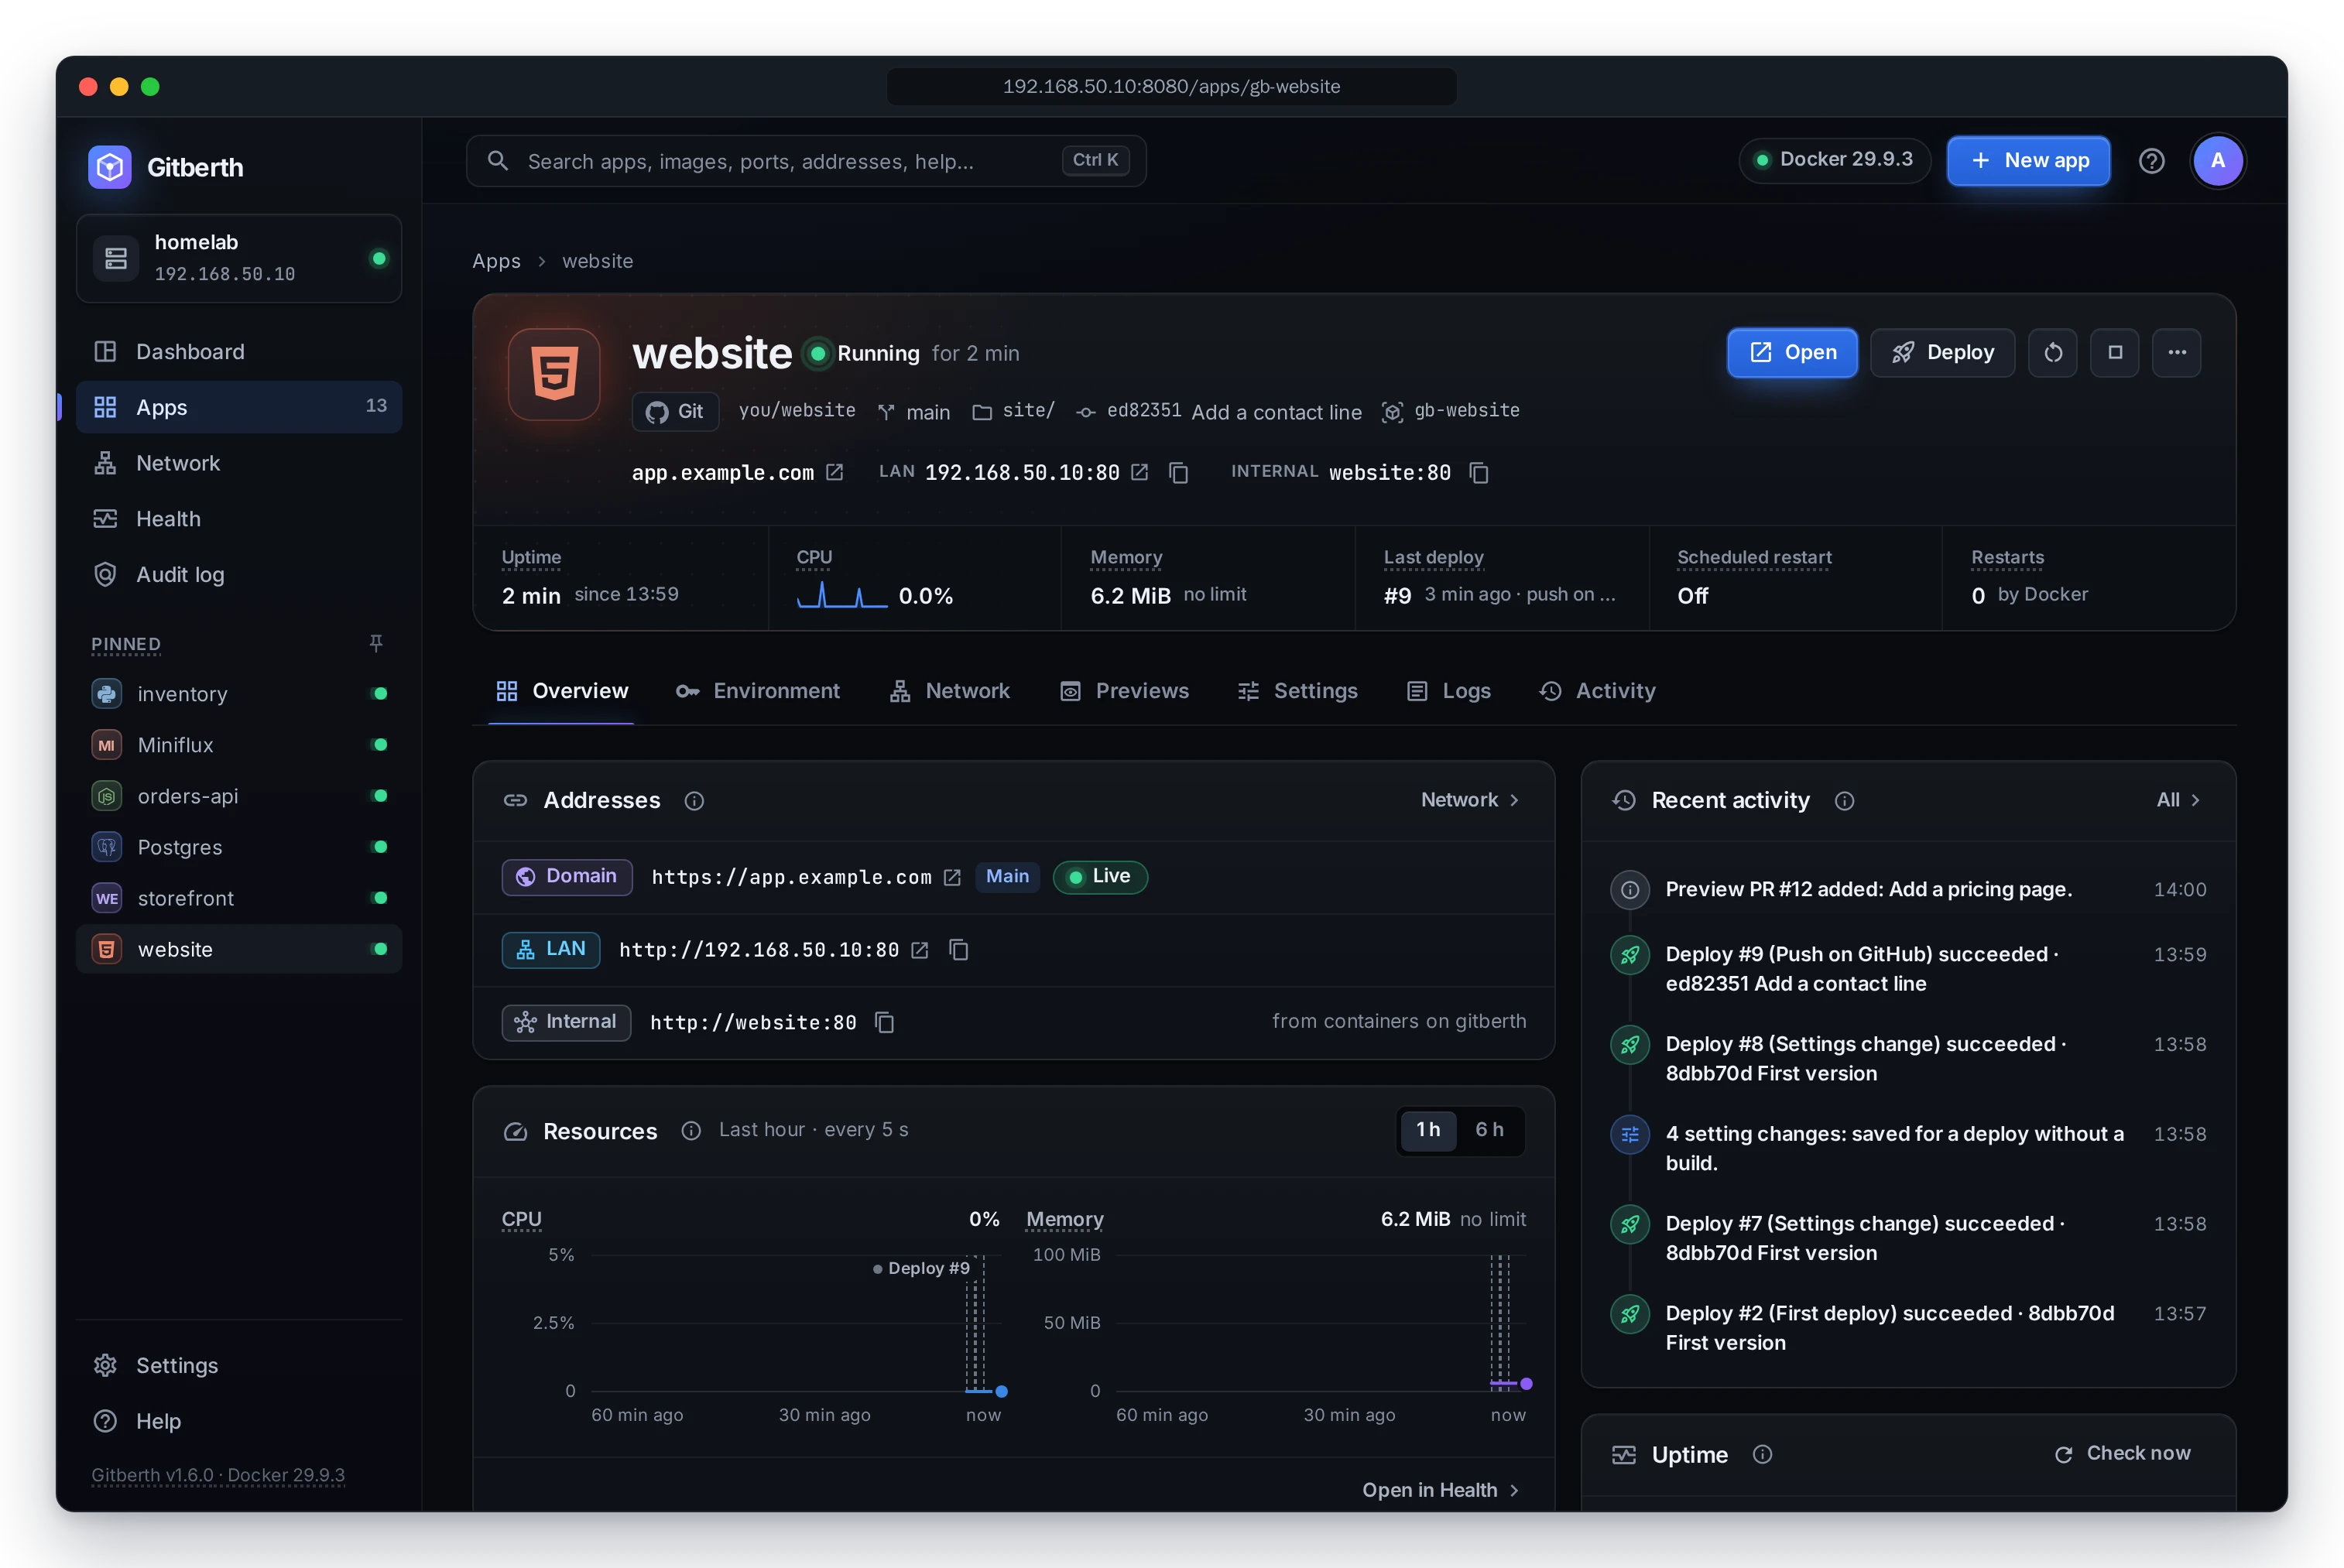 192.168.50.10:8080/apps/gb-website
Gitberth
Search apps, images, ports, addresses, help...
Ctrl K
Docker 29.9.3
New app
A
homelab
192.168.50.10
Dashboard
Apps 13
Network
Health
Audit log
PINNED
inventory
MI Miniflux
orders-api
Postgres
WE storefront
website
Settings
Help
Gitberth v1.6.0 · Docker 29.9.3
Apps website
website Running for 2 min
Open
Deploy
Git you/website main site/ ed82351 Add a contact line gb-website
app.example.com LAN 192.168.50.10:80 INTERNAL website:80
Uptime
2 min since 13:59
CPU
0.0%
Memory
6.2 MiB no limit
Last deploy
#9 3 min ago · push on ...
Scheduled restart
Off
Restarts
0 by Docker
Overview Environment Network Previews Settings Logs Activity
Addresses Network
Domain https://app.example.com Main Live
LAN http://192.168.50.10:80
Internal http://website:80 from containers on gitberth
Resources Last hour · every 5 s 1 h 6 h
CPU 0%
5%
Deploy #9
2.5%
0
60 min ago 30 min ago now
Memory 6.2 MiB no limit
100 MiB
50 MiB
0
60 min ago 30 min ago now
Open in Health
Recent activity All
Preview PR #12 added: Add a pricing page. 14:00
Deploy #9 (Push on GitHub) succeeded · 13:59
ed82351 Add a contact line
Deploy #8 (Settings change) succeeded · 13:58
8dbb70d First version
4 setting changes: saved for a deploy without a 13:58
build.
Deploy #7 (Settings change) succeeded · 13:58
8dbb70d First version
Deploy #2 (First deploy) succeeded · 8dbb70d 13:57
First version
Uptime Check now